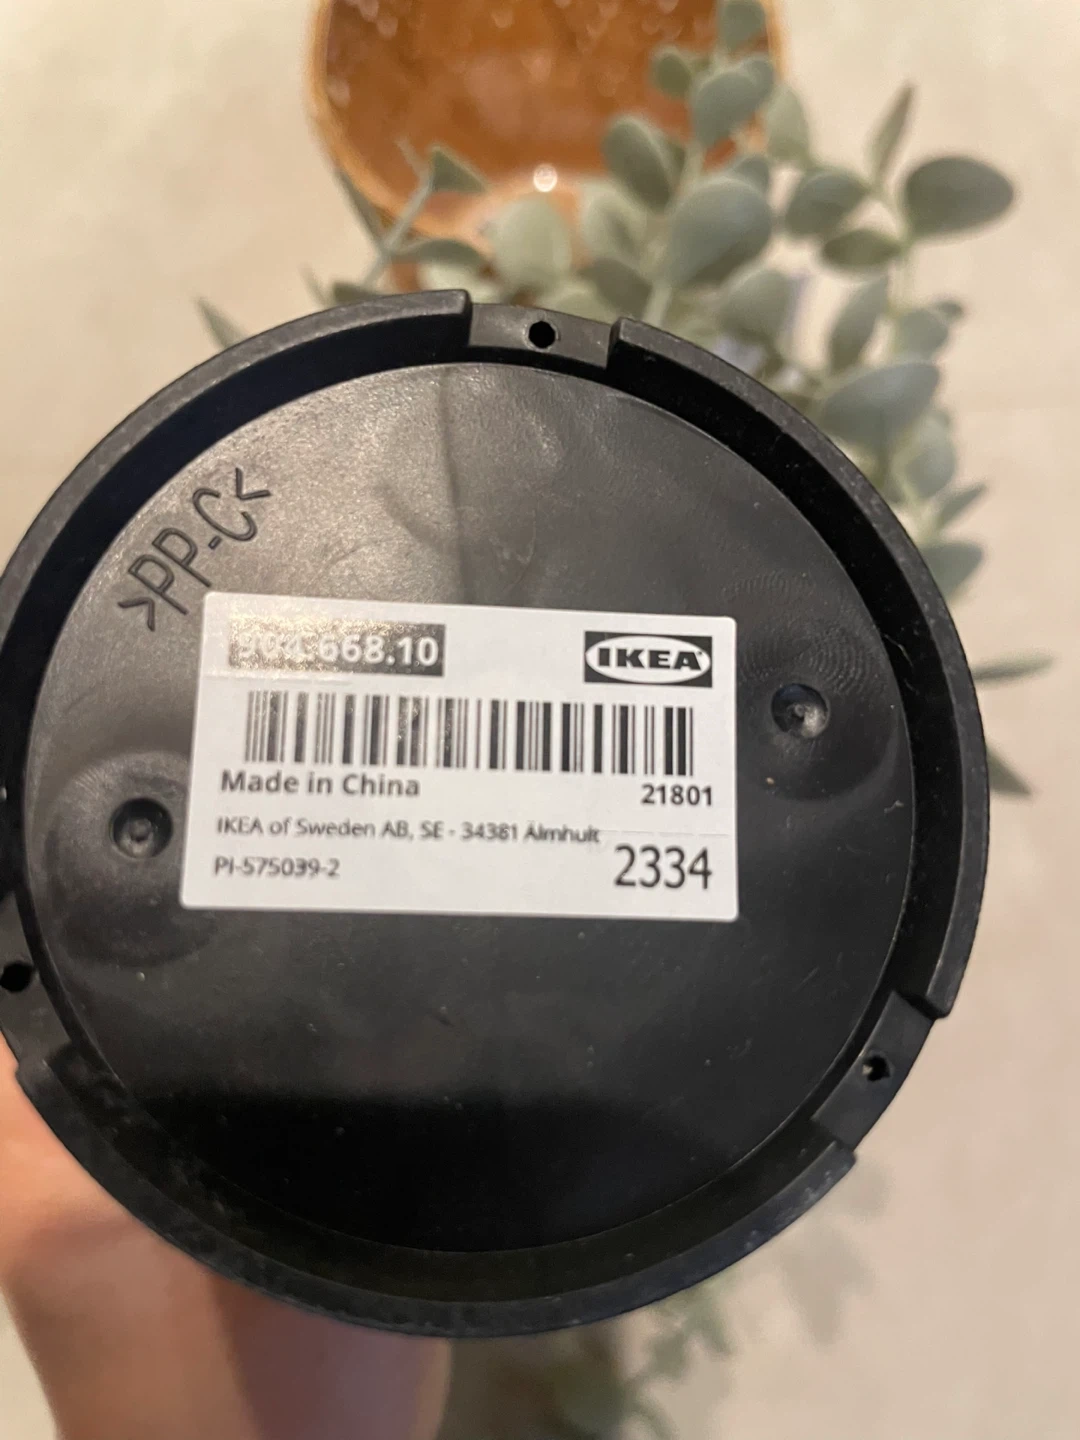 >PP-C<
904.668.10
IKEA
Made in China
21801
IKEA of Sweden AB, SE - 34381 Älmhult
PI-575039-2
2334